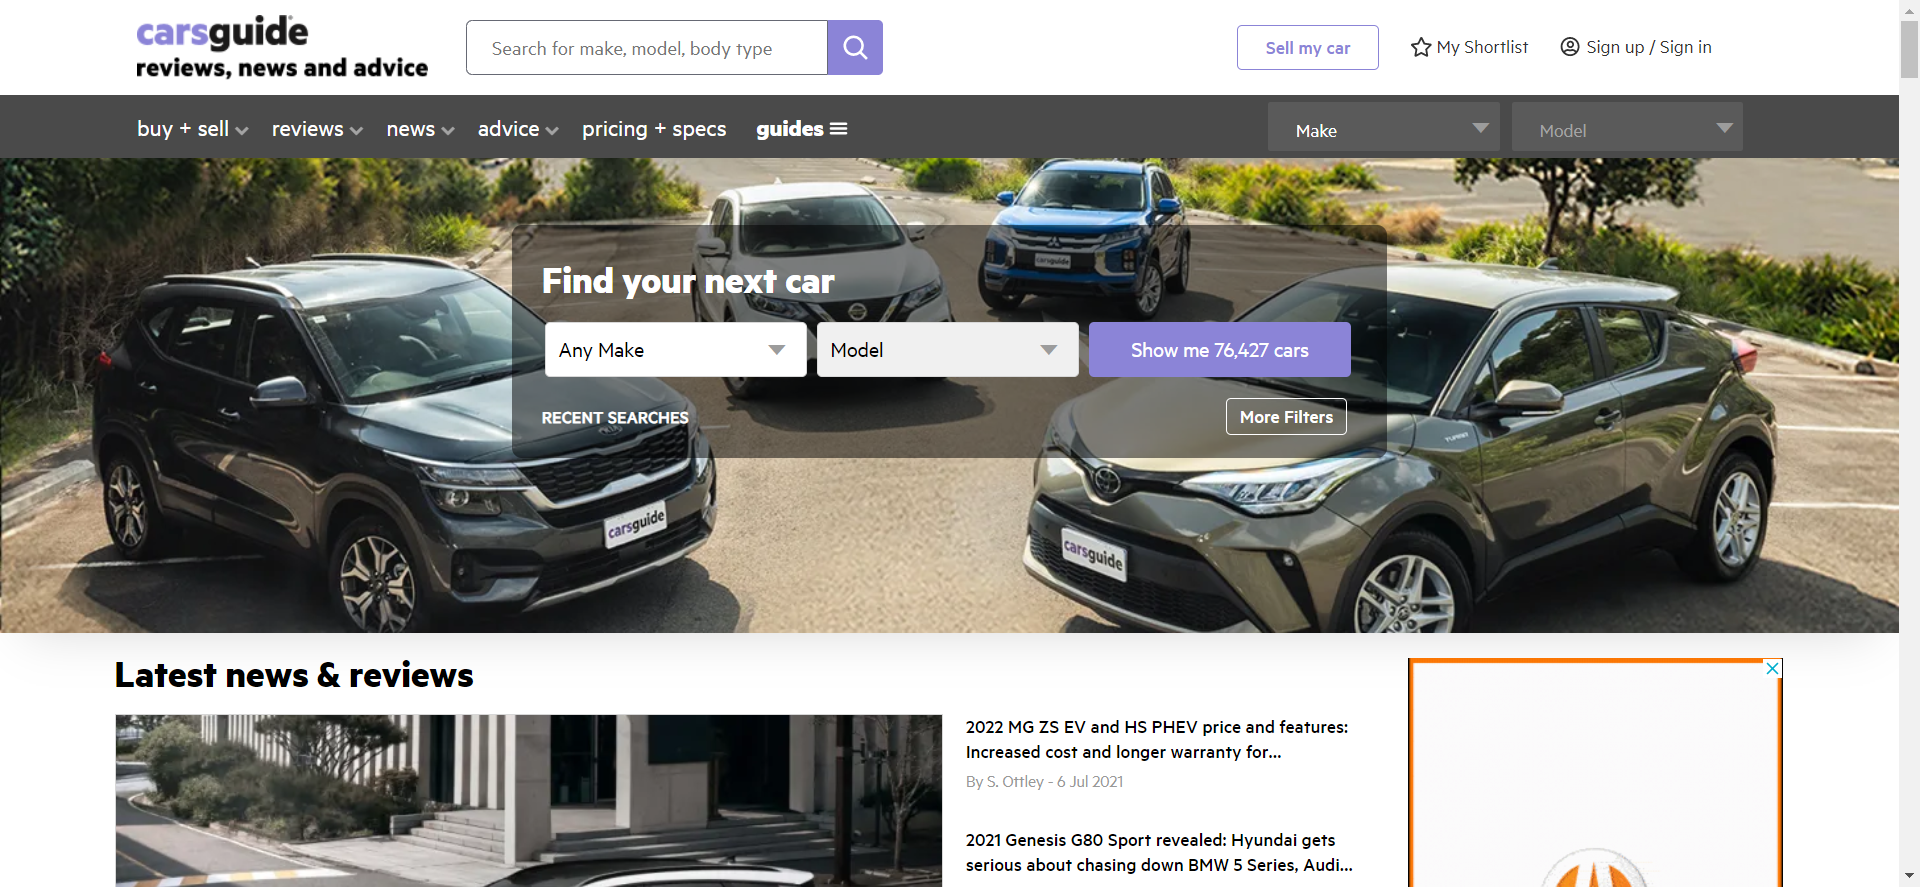 carsguide
reviews, news and advice
Search for make, model, body type
Sell my car
My Shortlist
Sign up / Sign in
buy + sell
reviews
news
advice
pricing + specs
guides
Make
Model
Find your next car
Any Make
Model
Show me 76,427 cars
RECENT SEARCHES
More Filters
carsguide
carsguide
carsguide
Latest news & reviews
2022 MG ZS EV and HS PHEV price and features:
Increased cost and longer warranty for...
By S. Ottley - 6 Jul 2021
2021 Genesis G80 Sport revealed: Hyundai gets
serious about chasing down BMW 5 Series, Audi...